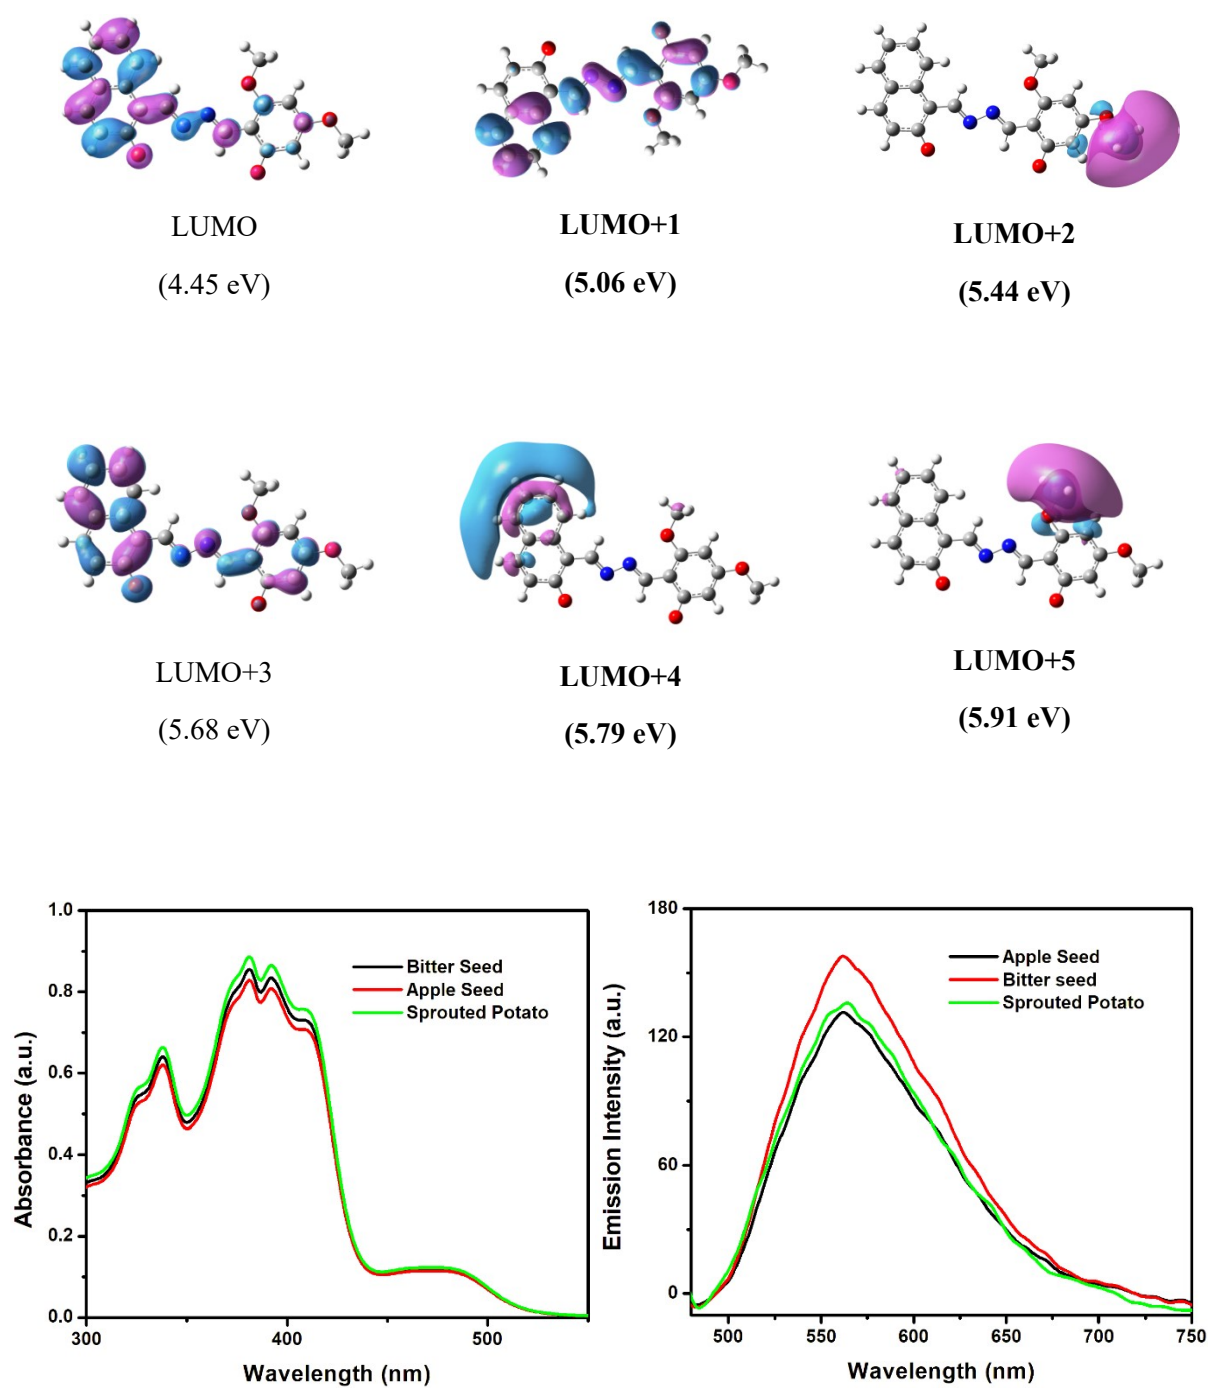 LUMO
(4.45 eV)
LUMO+1
(5.06 eV)
LUMO+2
(5.44 eV)
LUMO+3
(5.68 eV)
LUMO+4
(5.79 eV)
LUMO+5
(5.91 eV)
1.0
0.8
0.6
0.4
0.2
0.0
300
400
500
Absorbance (a.u.)
Wavelength (nm)
Bitter Seed
Apple Seed
Sprouted Potato
180
120
60
0
500
550
600
650
700
750
Emission Intensity (a.u.)
Wavelength (nm)
Apple Seed
Bitter seed
Sprouted Potato